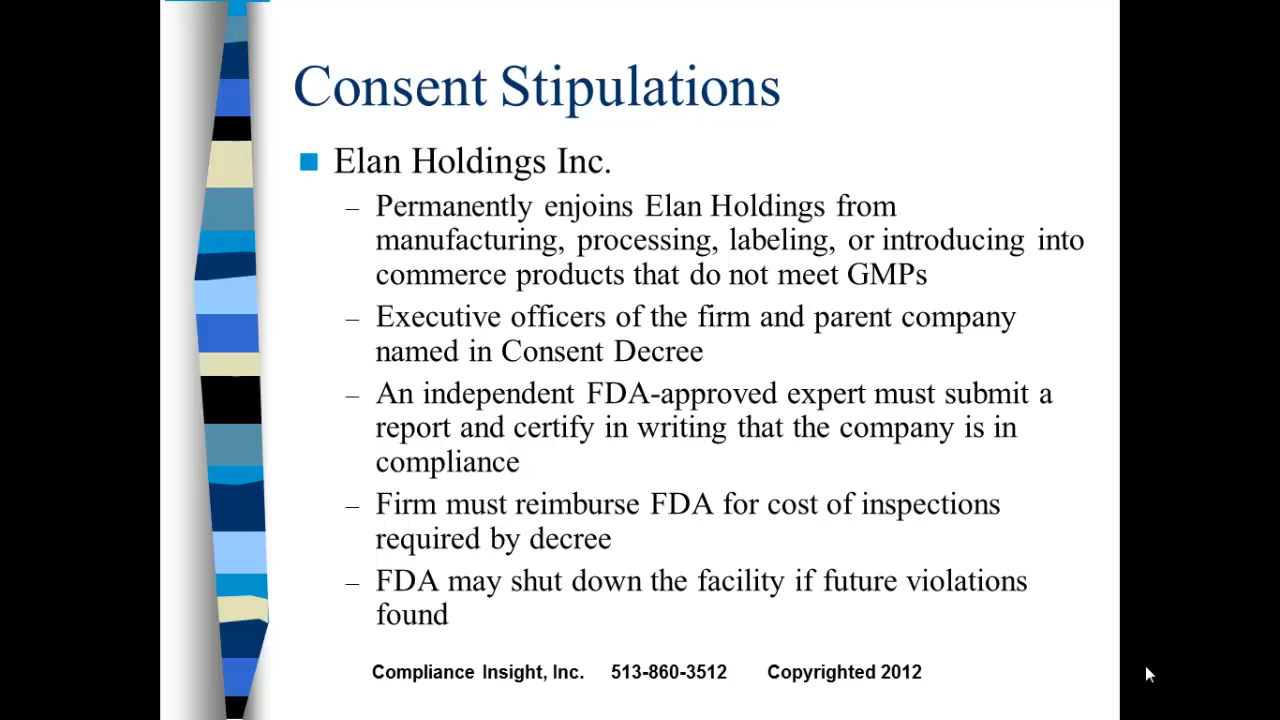 Consent Stipulations
Elan Holdings Inc.
– Permanently enjoins Elan Holdings from
manufacturing, processing, labeling, or introducing into
commerce products that do not meet GMPs
– Executive officers of the firm and parent company
named in Consent Decree
– An independent FDA-approved expert must submit a
report and certify in writing that the company is in
compliance
– Firm must reimburse FDA for cost of inspections
required by decree
– FDA may shut down the facility if future violations
found
Compliance Insight, Inc. 513-860-3512 Copyrighted 2012